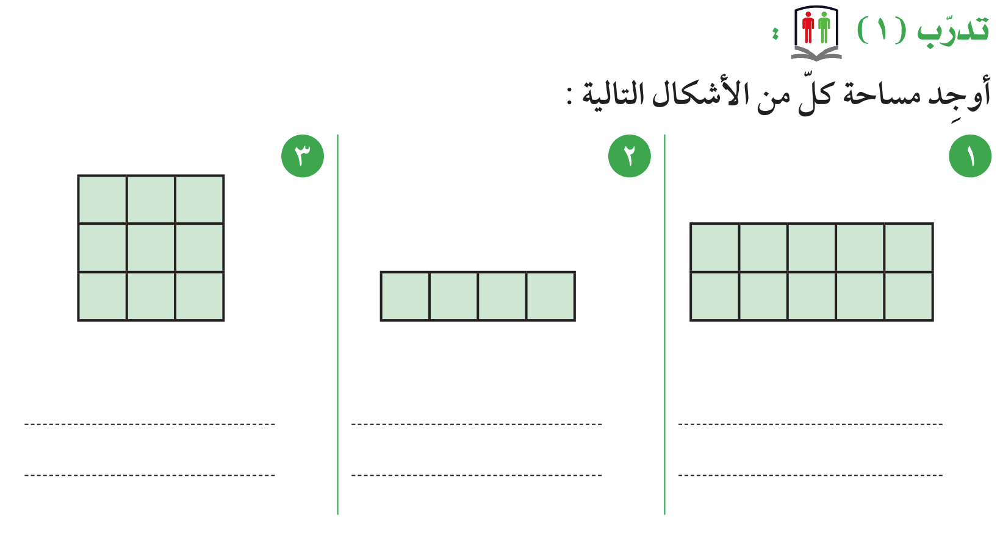 تدرّب (١) :
أوجِد مساحة كلّ من الأشكال التالية :
١
٢
٣